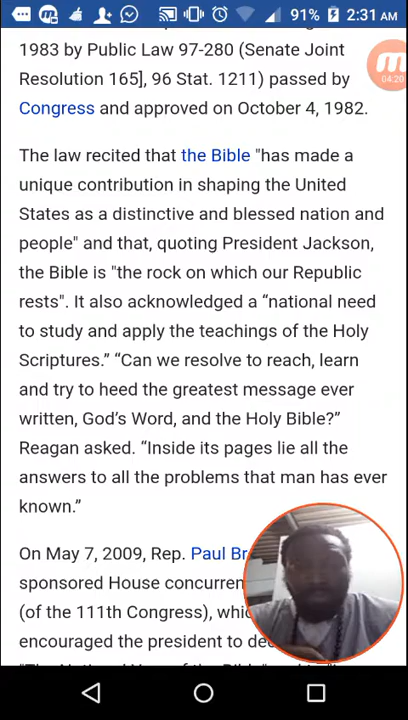 91% 2:31 AM
1983 by Public Law 97-280 (Senate Joint
04:20
Resolution 165], 96 Stat. 1211) passed by
Congress and approved on October 4, 1982.
The law recited that the Bible "has made a
unique contribution in shaping the United
States as a distinctive and blessed nation and
people" and that, quoting President Jackson,
the Bible is "the rock on which our Republic
rests". It also acknowledged a “national need
to study and apply the teachings of the Holy
Scriptures.” “Can we resolve to reach, learn
and try to heed the greatest message ever
written, God’s Word, and the Holy Bible?”
Reagan asked. “Inside its pages lie all the
answers to all the problems that man has ever
known.”
On May 7, 2009, Rep. Paul
sponsored House
(of the 111th Congress),
encouraged the president to